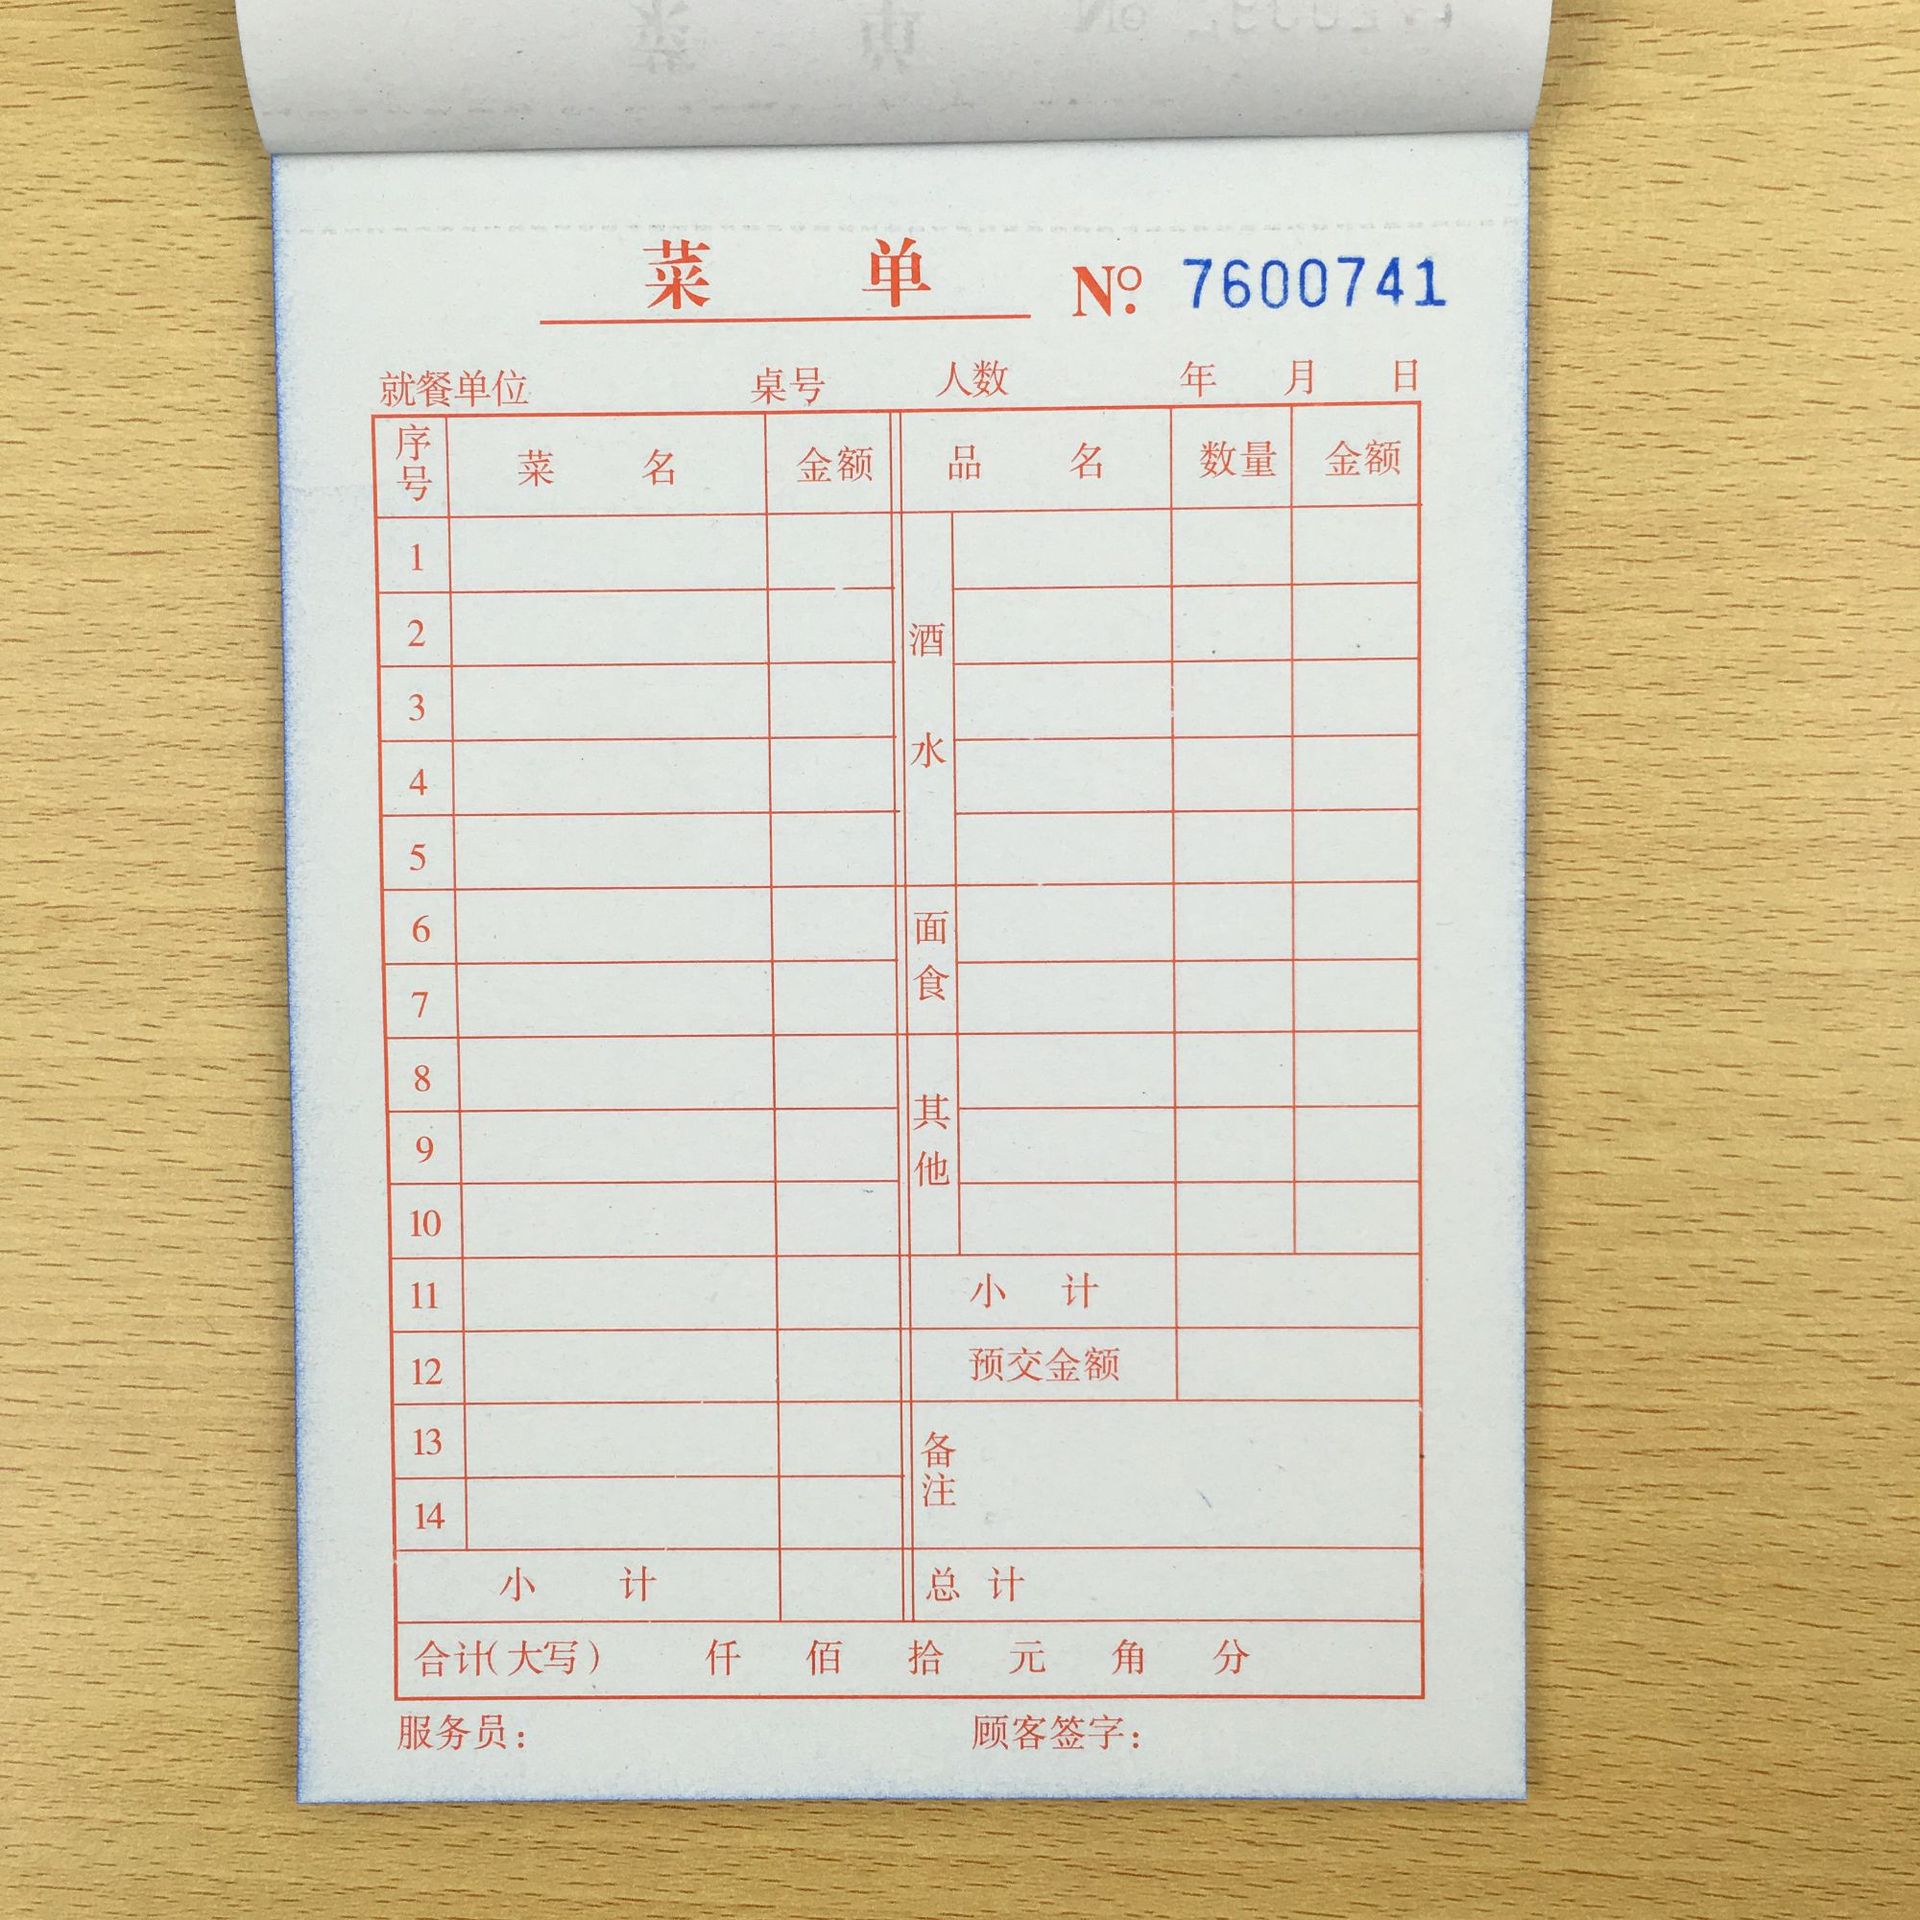 菜 单 No. 7600741
就餐单位 桌号 人数 年 月 日
序号 菜 名 金额 品 名 数量 金额
1 酒水
2
3
4
5
6 面食
7
8 其他
9
10
11 小 计
12 预交金额
13 备注
14
小 计 总 计
合计(大写) 仟 佰 拾 元 角 分
服务员: 顾客签字: